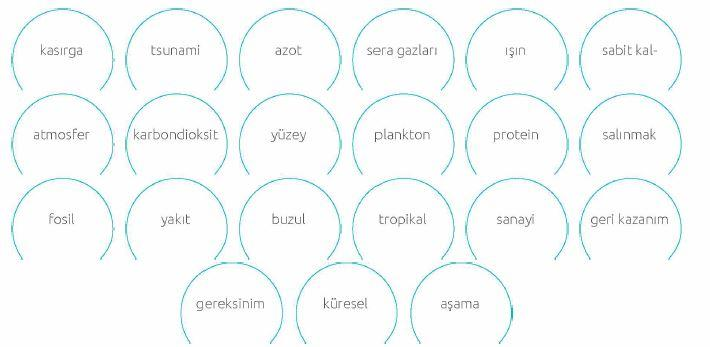 kasırga tsunami azot sera gazları ışın sabit kal-
atmosfer karbondioksit yüzey plankton protein salınmak
fosil yakıt buzul tropikal sanayi geri kazanım
gereksinim küresel aşama